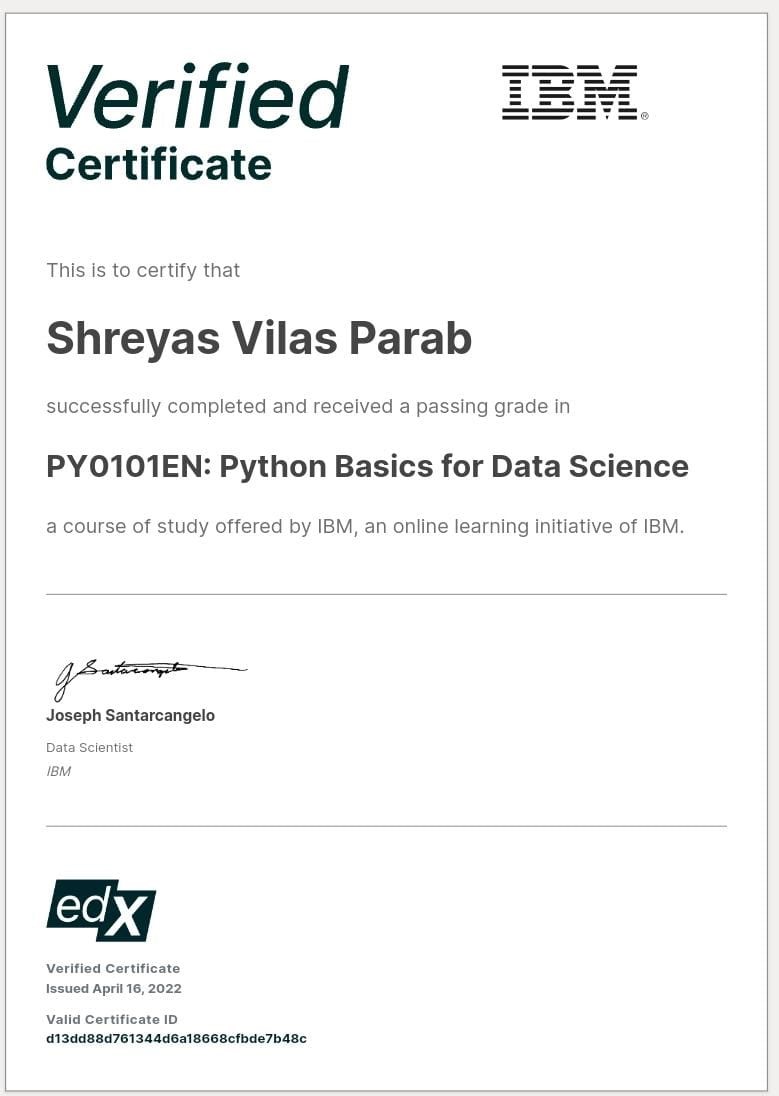 Verified
IBM®
Certificate
This is to certify that
Shreyas Vilas Parab
successfully completed and received a passing grade in
PY0101EN: Python Basics for Data Science
a course of study offered by IBM, an online learning initiative of IBM.
J Santarcangelo
Joseph Santarcangelo
Data Scientist
IBM
edX
Verified Certificate
Issued April 16, 2022
Valid Certificate ID
d13dd88d761344d6a18668cfbde7b48c